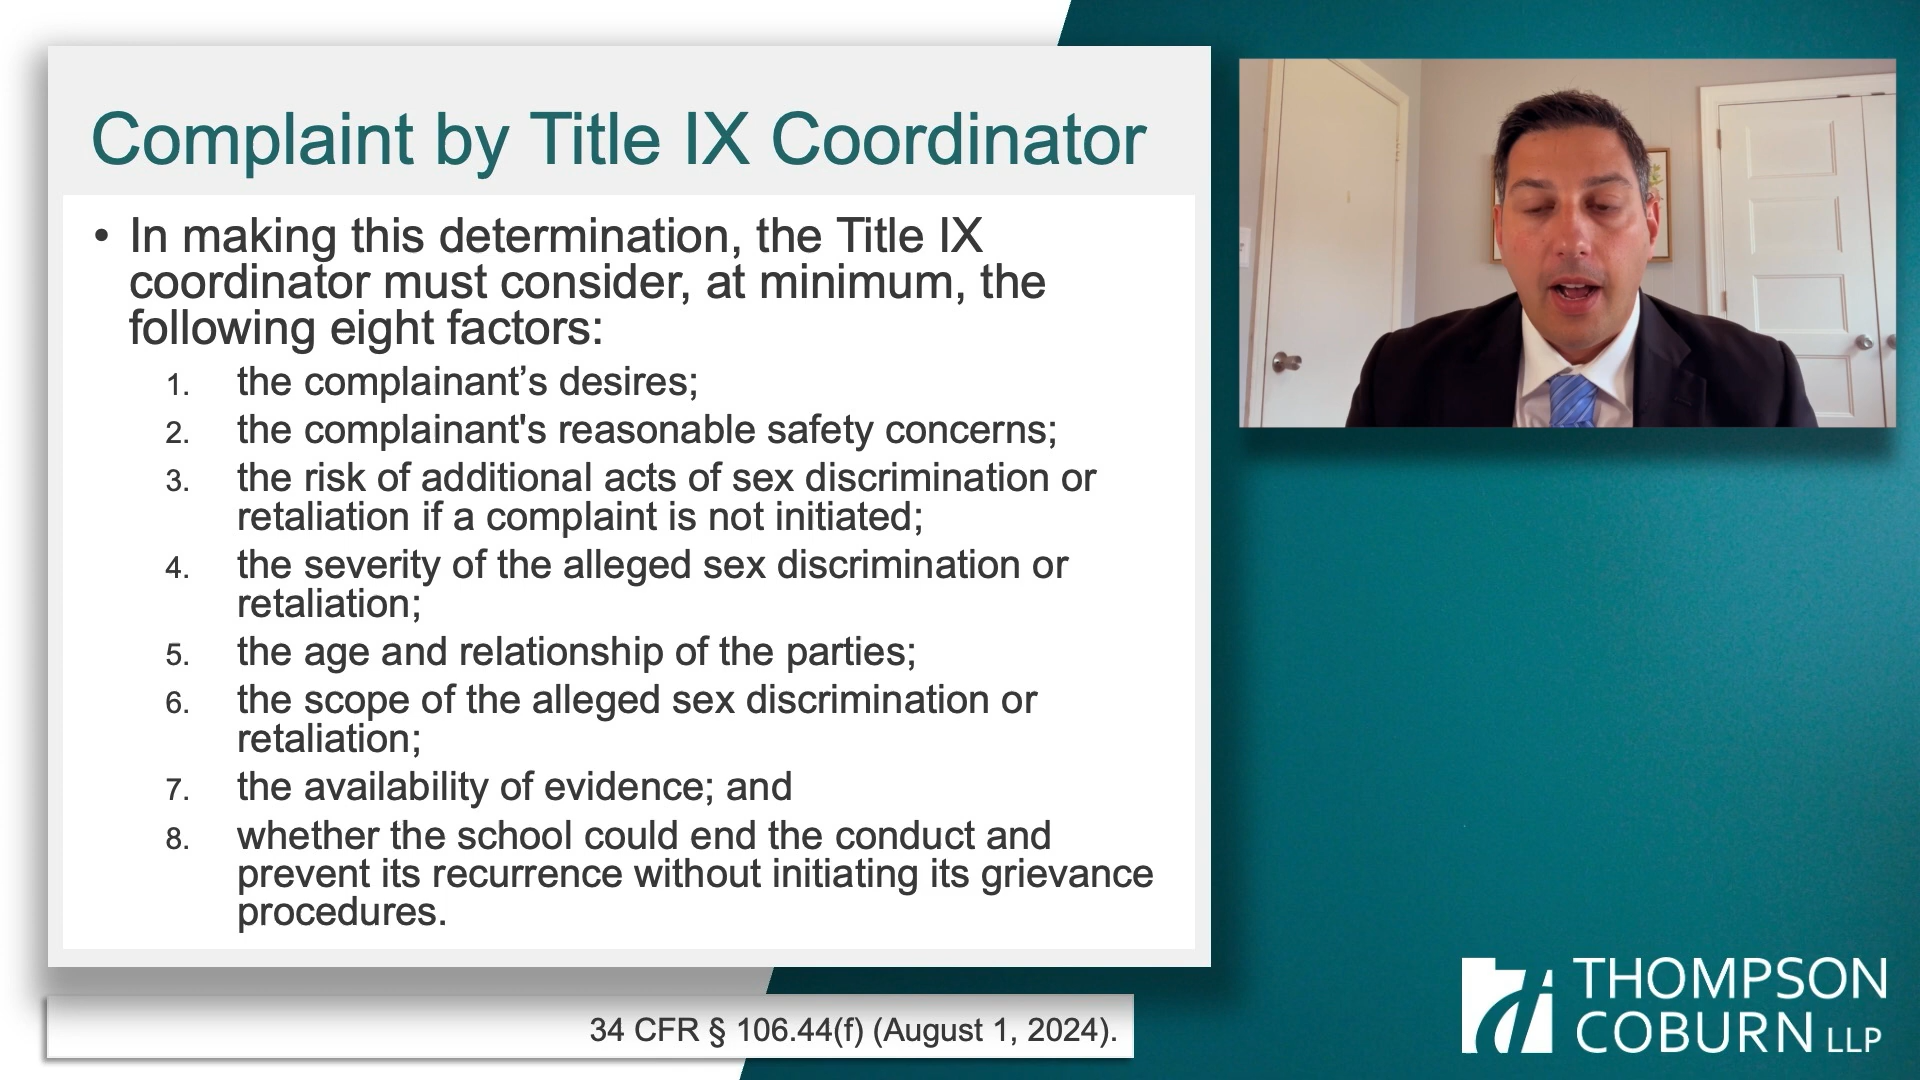 Complaint by Title IX Coordinator
• In making this determination, the Title IX
coordinator must consider, at minimum, the
following eight factors:
1. the complainant’s desires;
2. the complainant's reasonable safety concerns;
3. the risk of additional acts of sex discrimination or
retaliation if a complaint is not initiated;
4. the severity of the alleged sex discrimination or
retaliation;
5. the age and relationship of the parties;
6. the scope of the alleged sex discrimination or
retaliation;
7. the availability of evidence; and
8. whether the school could end the conduct and
prevent its recurrence without initiating its grievance
procedures.
34 CFR § 106.44(f) (August 1, 2024).
THOMPSON
COBURN LLP